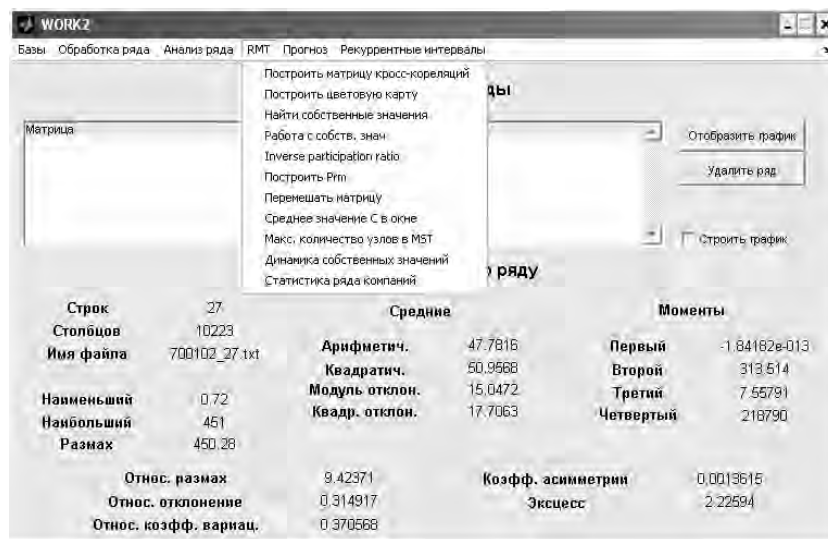 WORK2
Базы Обработка ряда Анализ ряда RMT Прогноз Рекуррентные интервалы
Построить матрицу кросс-кореляций
Построить цветовую карту
Найти собственные значения
Работа с собств. знач
Inverse participation ratio
Построить Prm
Перемешать матрицу
Среднее значение С в окне
Макс. количество узлов в MST
Динамика собственных значений
Статистика ряда компаний
Матрица
Отобразить график
Удалить ряд
Строить график
ряду
Строк 27
Столбцов 10223
Имя файла 700102_27.txt
Наименьший 0.72
Наибольший 451
Размах 450.28
Средние
Арифметич. 47.7816
Квадратич. 50.9568
Модуль отклон. 15.0472
Квадр. отклон. 17.7063
Моменты
Первый -1.84182e-013
Второй 313.514
Третий 7.55791
Четвертый 218790
Относ. размах 9.42371
Относ. отклонение 0.314917
Относ. коэфф. вариац. 0.370568
Коэфф. асимметрии 0.0013615
Эксцесс 2.22594